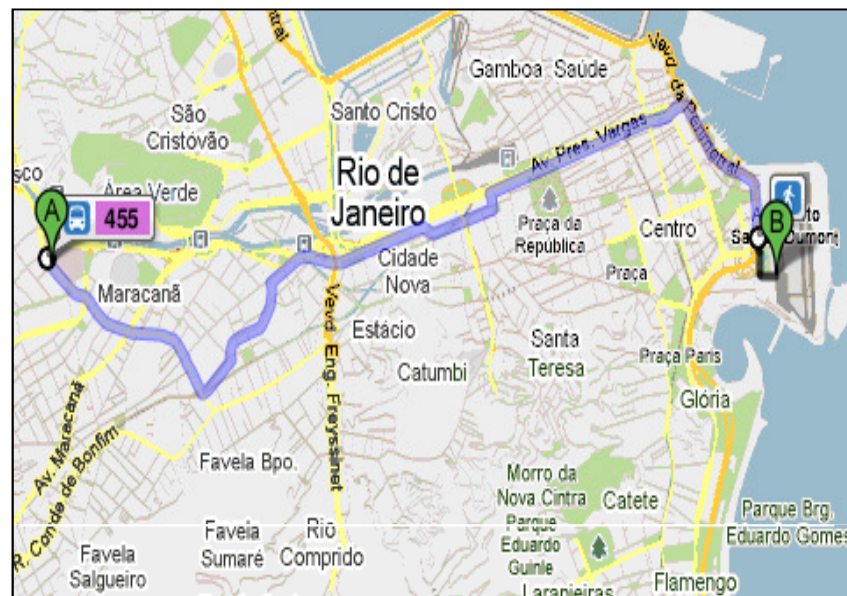 Gamboa Saúde
São
Cristóvão
Santo Cristo
Av. Pres. Vargas
Área Verde
Rio de
Janeiro
A
455
B
Praça da
República
Centro
Cidade
Nova
Maracanã
Praça
Estácio
Santa
Teresa
Catumbi
Praça Paris
Glória
Vevd. Eng. Freyssinet
Av. Maracanã
R. Conde de Bonfim
Favela Bpo.
Morro da
Nova Cintra
Catete
Parque
Eduardo
Guinle
Parque Brg.
Eduardo Gomes
Favela
Sumaré
Rio
Comprido
Favela
Salgueiro
Laranjeiras
Flamengo